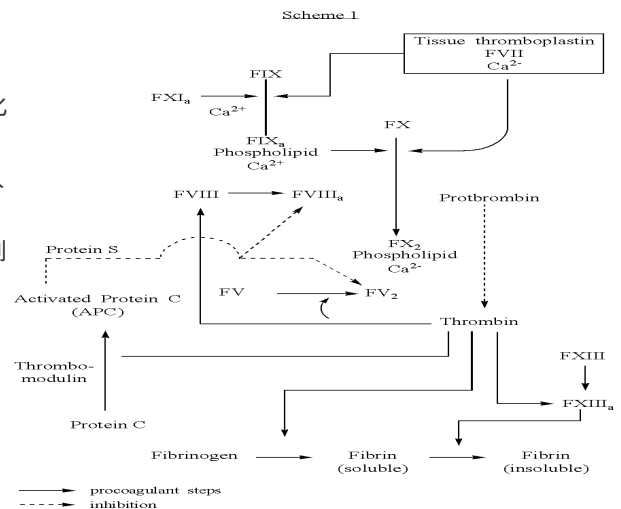 Scheme 1
Tissue thromboplastin
FVII
Ca²⁻
FIX
FXIₐ
Ca²⁺
FIXₐ
Phospholipid
Ca²⁺
FX
FVIII
FVIIIₐ
Protbrombin
FX₂
Phospholipid
Ca²⁻
Protein S
FV
FV₂
Activated Protein C
(APC)
Thrombin
Thrombo-
modulin
FXIII
FXIIIₐ
Protein C
Fibrinogen
Fibrin
(soluble)
Fibrin
(insoluble)
procoagulant steps
inhibition